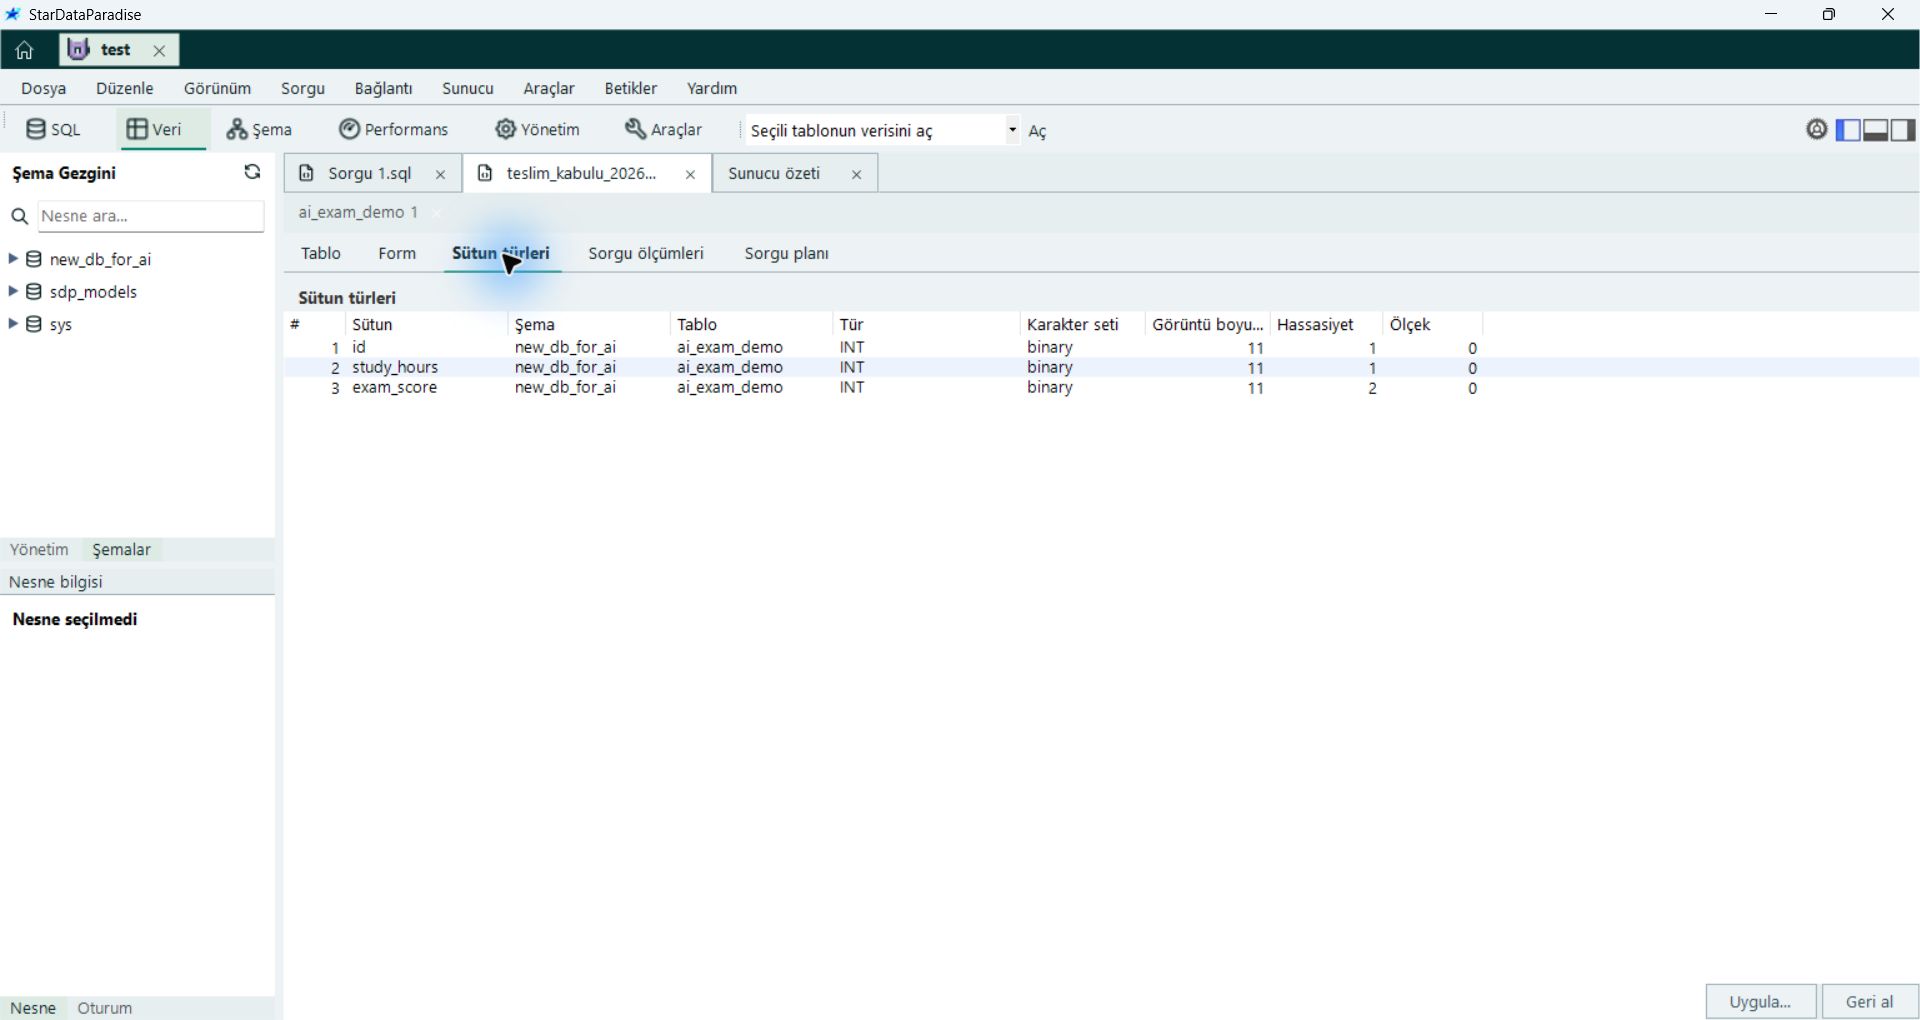 StarDataParadise
test
Dosya Düzenle Görünüm Sorgu Bağlantı Sunucu Araçlar Betikler Yardım
SQL Veri Şema Performans Yönetim Araçlar Seçili tablonun verisini aç Aç
Şema Gezgini
Nesne ara...
new_db_for_ai
sdp_models
sys
Yönetim Şemalar
Nesne bilgisi
Nesne seçilmedi
Nesne Oturum
Sorgu 1.sql teslim_kabulu_2026... Sunucu özeti
ai_exam_demo 1
Tablo Form Sütun türleri Sorgu ölçümleri Sorgu planı
Sütun türleri
# Sütun Şema Tablo Tür Karakter seti Görüntü boyu... Hassasiyet Ölçek
1 id new_db_for_ai ai_exam_demo INT binary 11 1 0
2 study_hours new_db_for_ai ai_exam_demo INT binary 11 1 0
3 exam_score new_db_for_ai ai_exam_demo INT binary 11 2 0
Uygula... Geri al